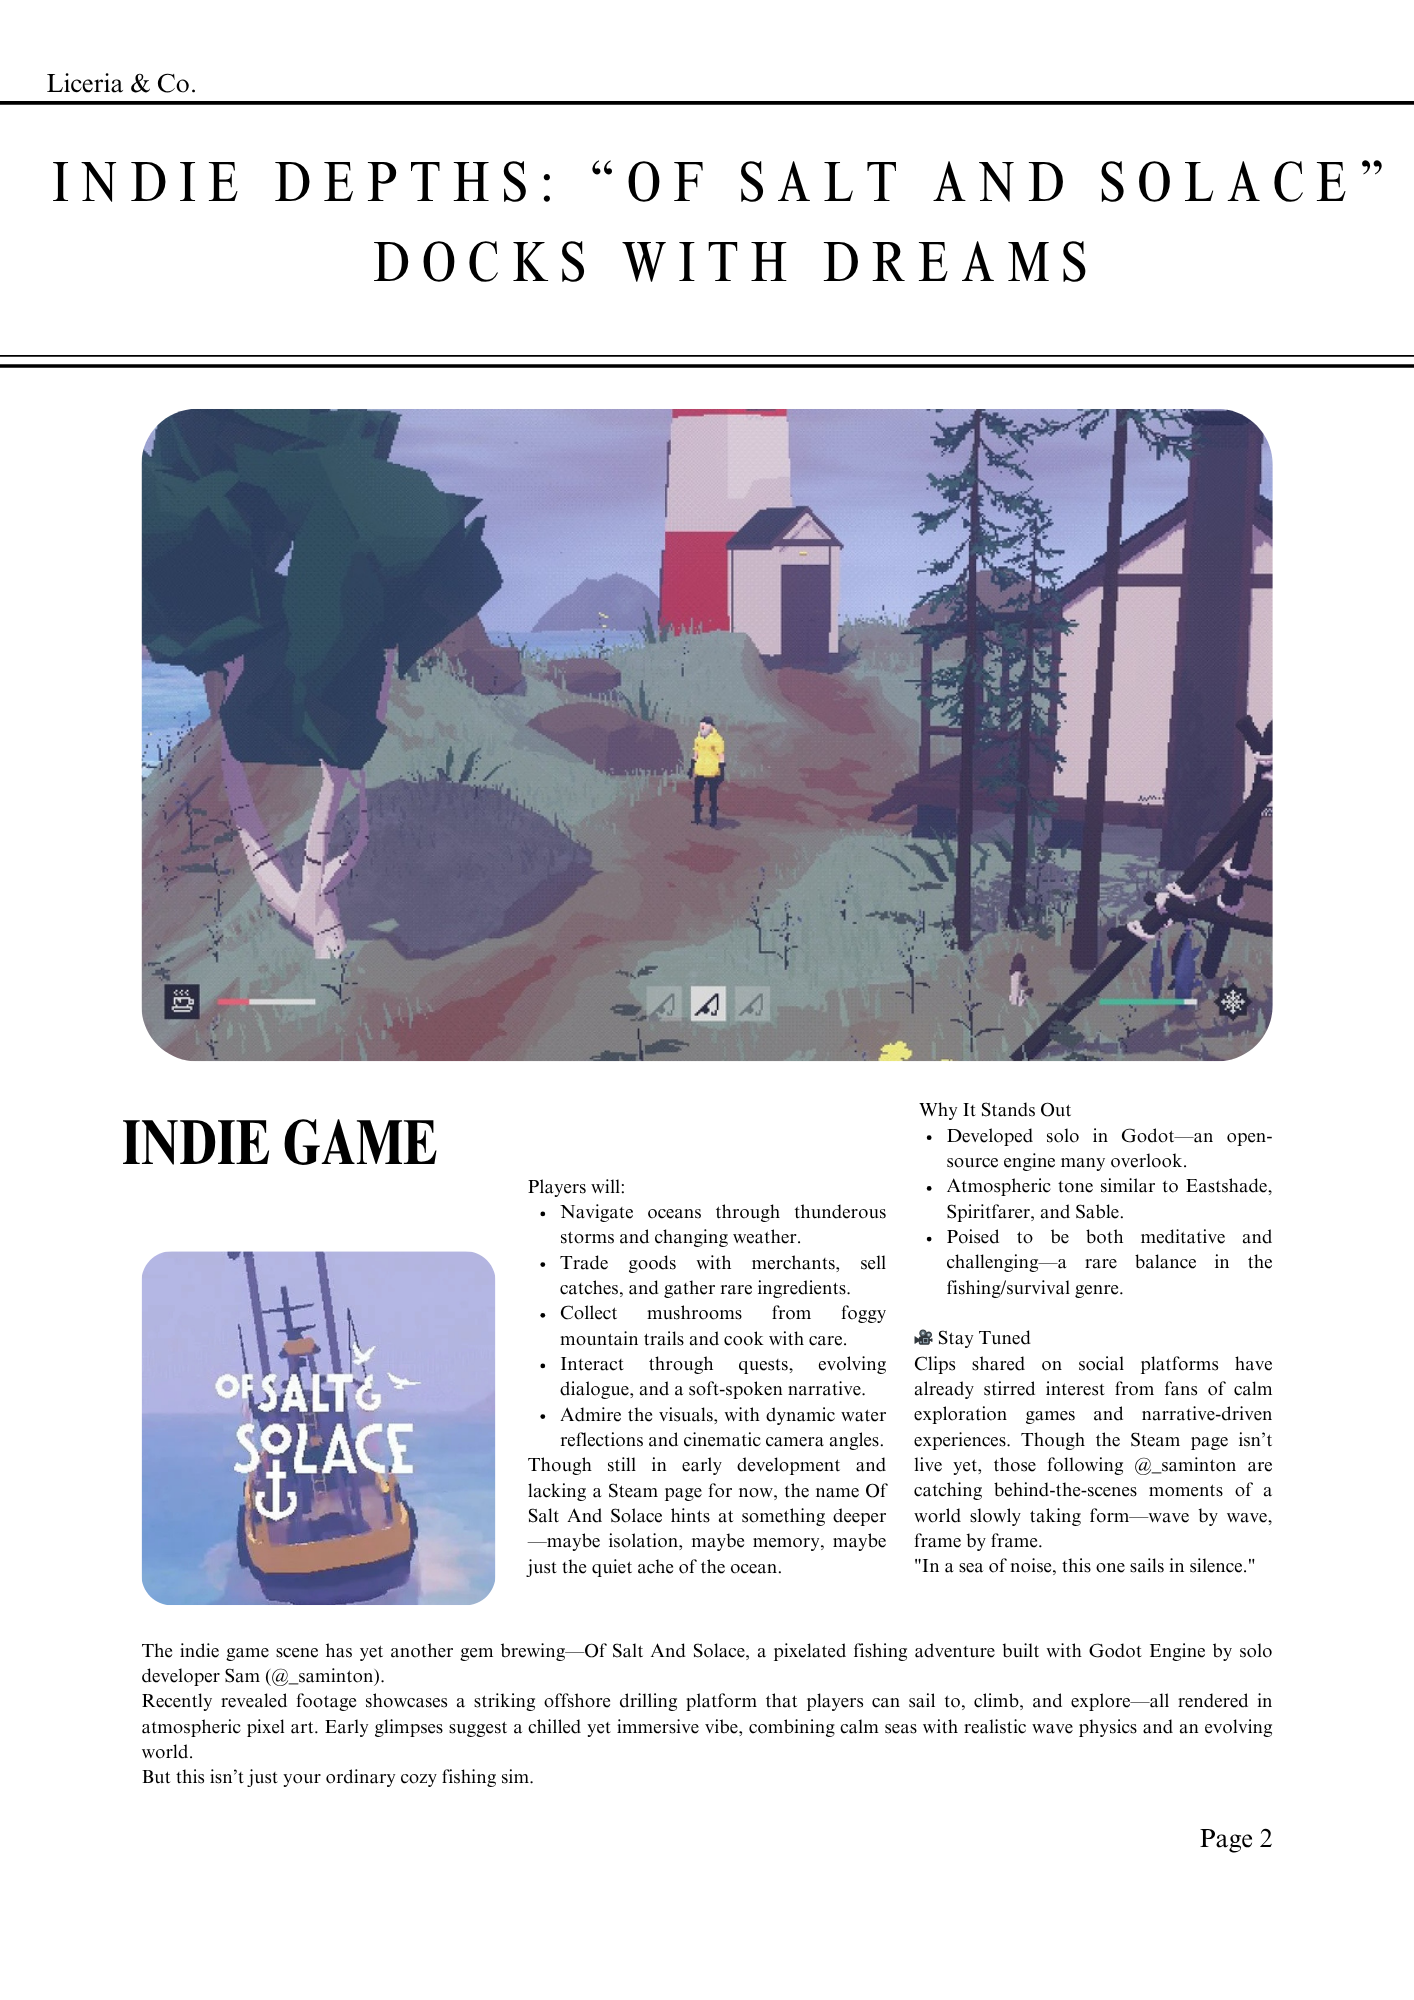 Liceria & Co.
INDIE DEPTHS: “OF SALT AND SOLACE”
DOCKS WITH DREAMS
INDIE GAME
OF SALT &
SOLACE
Players will:
• Navigate oceans through thunderous
storms and changing weather.
• Trade goods with merchants, sell
catches, and gather rare ingredients.
• Collect mushrooms from foggy
mountain trails and cook with care.
• Interact through quests, evolving
dialogue, and a soft-spoken narrative.
• Admire the visuals, with dynamic water
reflections and cinematic camera angles.
Though still in early development and
lacking a Steam page for now, the name Of
Salt And Solace hints at something deeper
—maybe isolation, maybe memory, maybe
just the quiet ache of the ocean.
Why It Stands Out
• Developed solo in Godot—an open-
source engine many overlook.
• Atmospheric tone similar to Eastshade,
Spiritfarer, and Sable.
• Poised to be both meditative and
challenging—a rare balance in the
fishing/survival genre.
🎥 Stay Tuned
Clips shared on social platforms have
already stirred interest from fans of calm
exploration games and narrative-driven
experiences. Though the Steam page isn’t
live yet, those following @_saminton are
catching behind-the-scenes moments of a
world slowly taking form—wave by wave,
frame by frame.
"In a sea of noise, this one sails in silence."
The indie game scene has yet another gem brewing—Of Salt And Solace, a pixelated fishing adventure built with Godot Engine by solo
developer Sam (@_saminton).
Recently revealed footage showcases a striking offshore drilling platform that players can sail to, climb, and explore—all rendered in
atmospheric pixel art. Early glimpses suggest a chilled yet immersive vibe, combining calm seas with realistic wave physics and an evolving
world.
But this isn’t just your ordinary cozy fishing sim.
Page 2